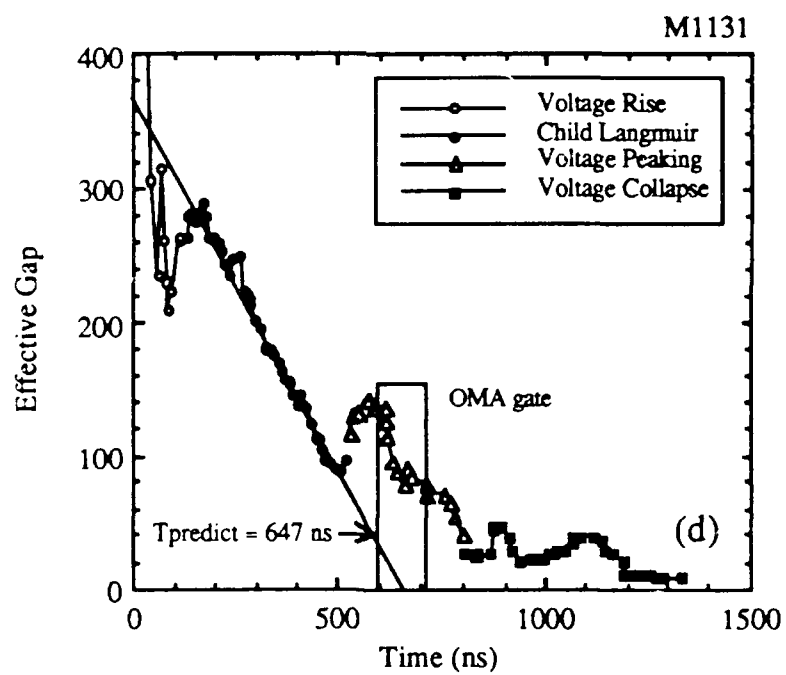 M1131
400
Voltage Rise
Child Langmuir
Voltage Peaking
Voltage Collapse
300
Effective Gap
200
OMA gate
100
Tpredict = 647 ns
(d)
0
0 500 1000 1500
Time (ns)